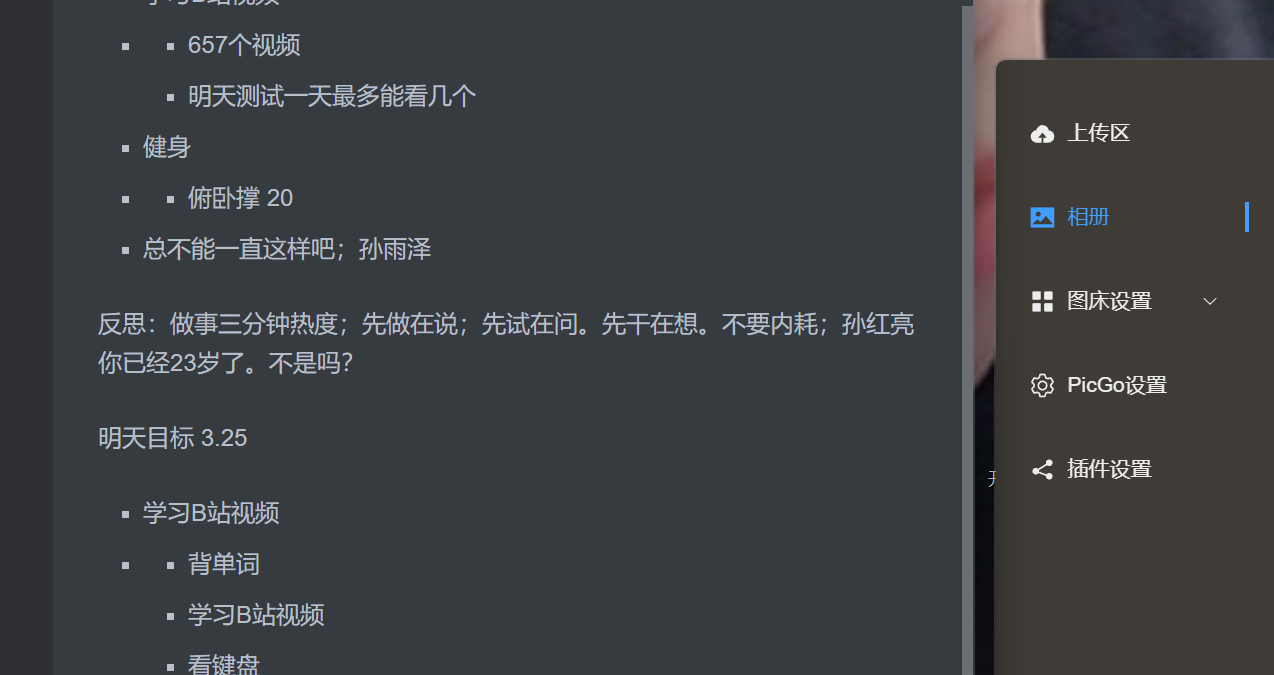 学习B站视频
657个视频
明天测试一天最多能看几个
健身
俯卧撑 20
总不能一直这样吧；孙雨泽
反思：做事三分钟热度；先做在说；先试在问。先干在想。不要内耗；孙红亮
你已经23岁了。不是吗？
明天目标 3.25
学习B站视频
背单词
学习B站视频
看键盘
上传区
相册
图床设置
PicGo设置
插件设置